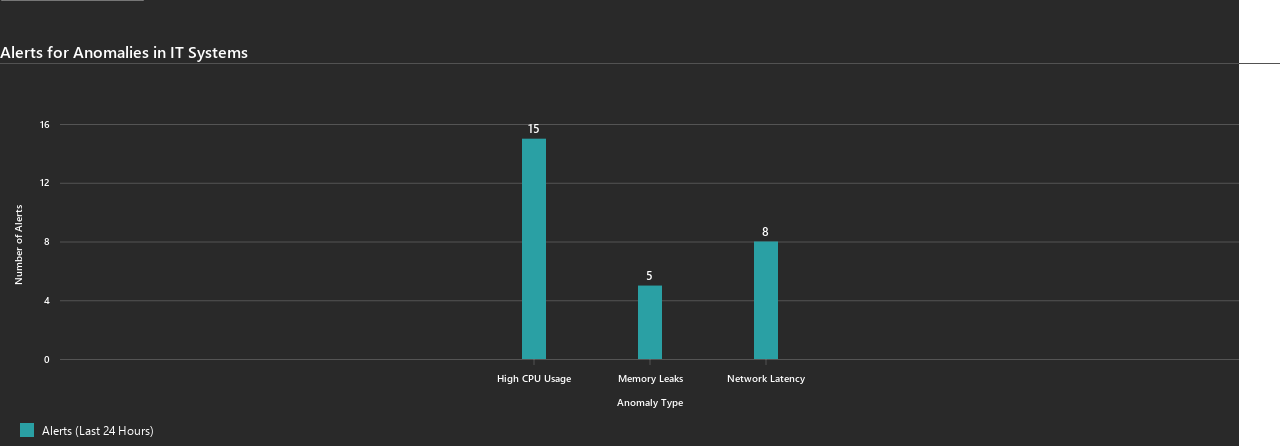 Alerts for Anomalies in IT Systems
16
12
8
4
0
Number of Alerts
15
5
8
High CPU Usage
Memory Leaks
Network Latency
Anomaly Type
Alerts (Last 24 Hours)